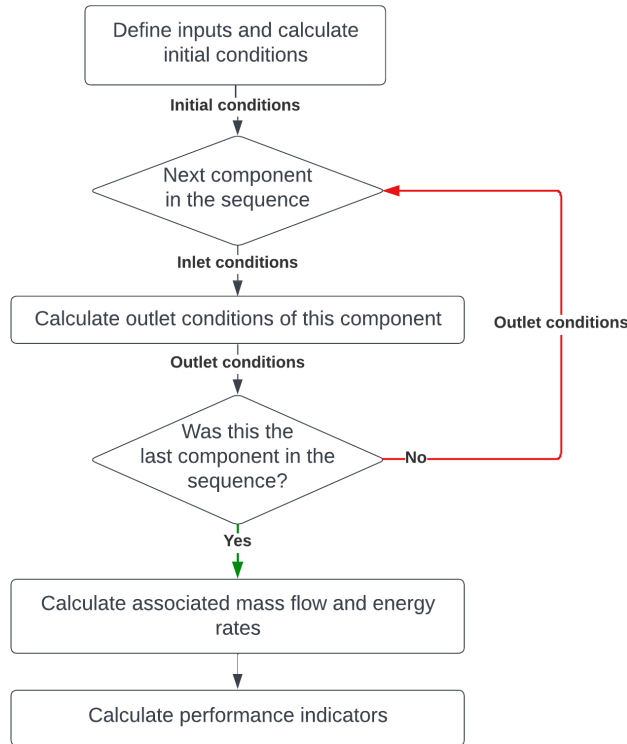 Define inputs and calculate
initial conditions
Initial conditions
Next component
in the sequence
Inlet conditions
Calculate outlet conditions of this component
Outlet conditions
Outlet conditions
Was this the
last component in the
sequence?
No
Yes
Calculate associated mass flow and energy
rates
Calculate performance indicators